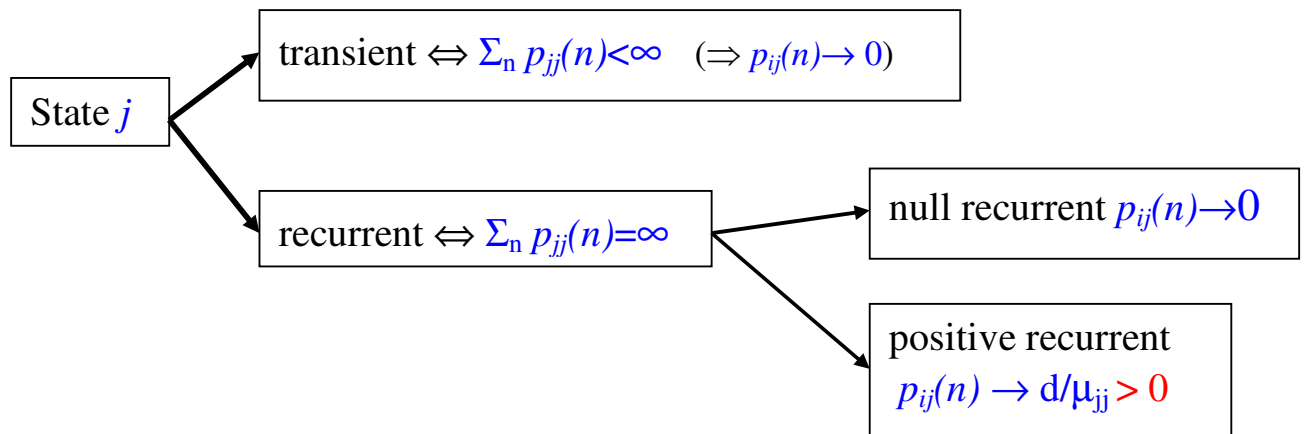 transient ⇔ Σn pjj(n)<∞ (⇒ pij(n)→ 0)
State j
recurrent ⇔ Σn pjj(n)=∞
null recurrent pij(n)→0
positive recurrent
pij(n) → d/μjj > 0